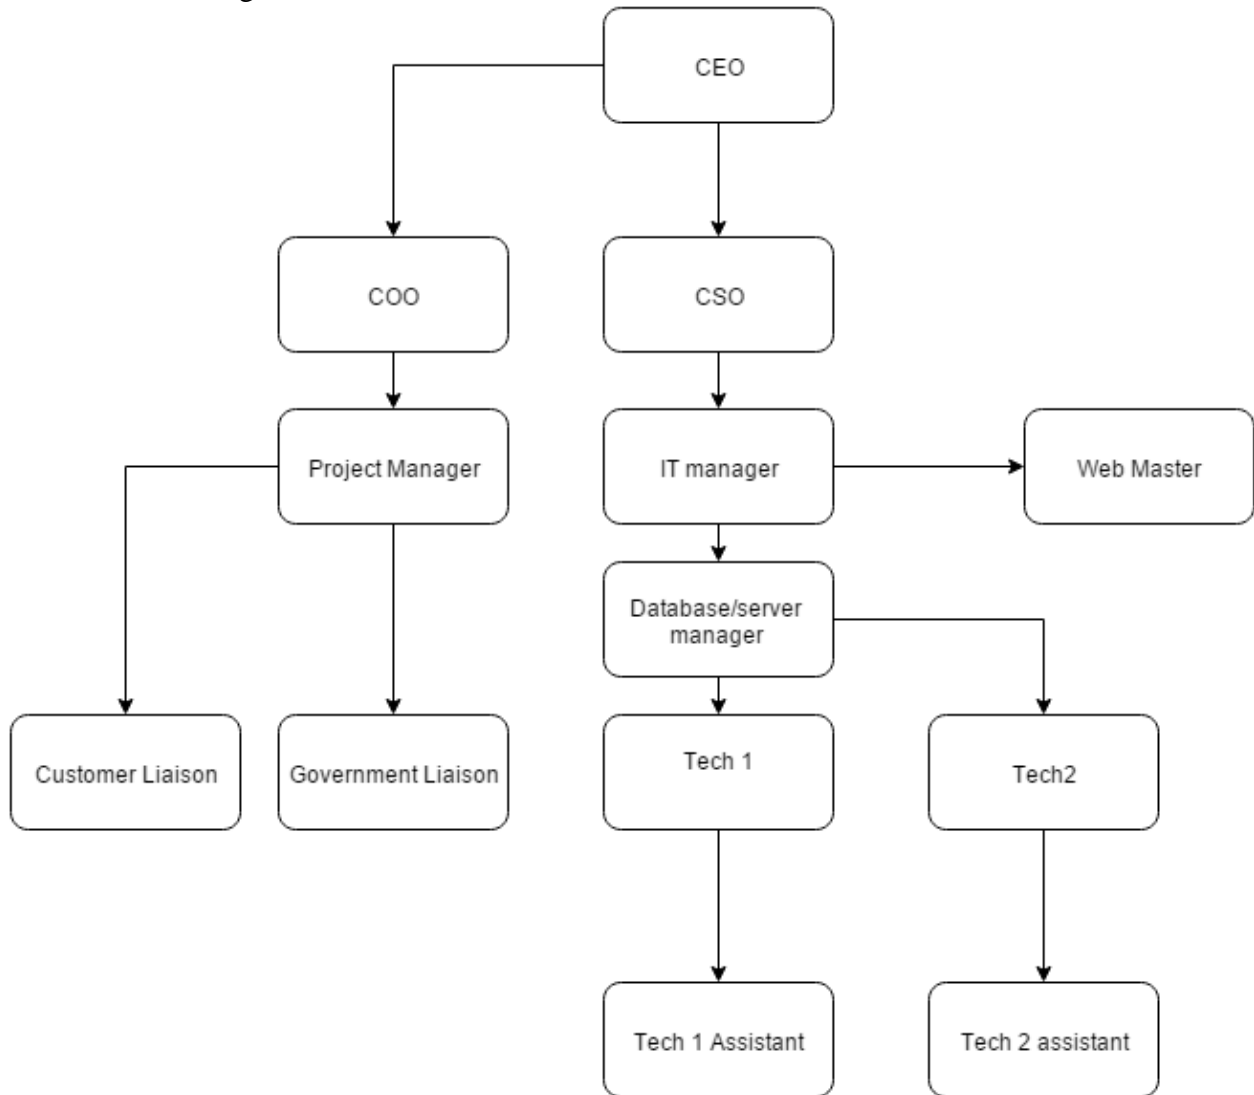 CEO
COO
CSO
Project Manager
IT manager
Web Master
Database/server
manager
Customer Liaison
Government Liaison
Tech 1
Tech2
Tech 1 Assistant
Tech 2 assistant